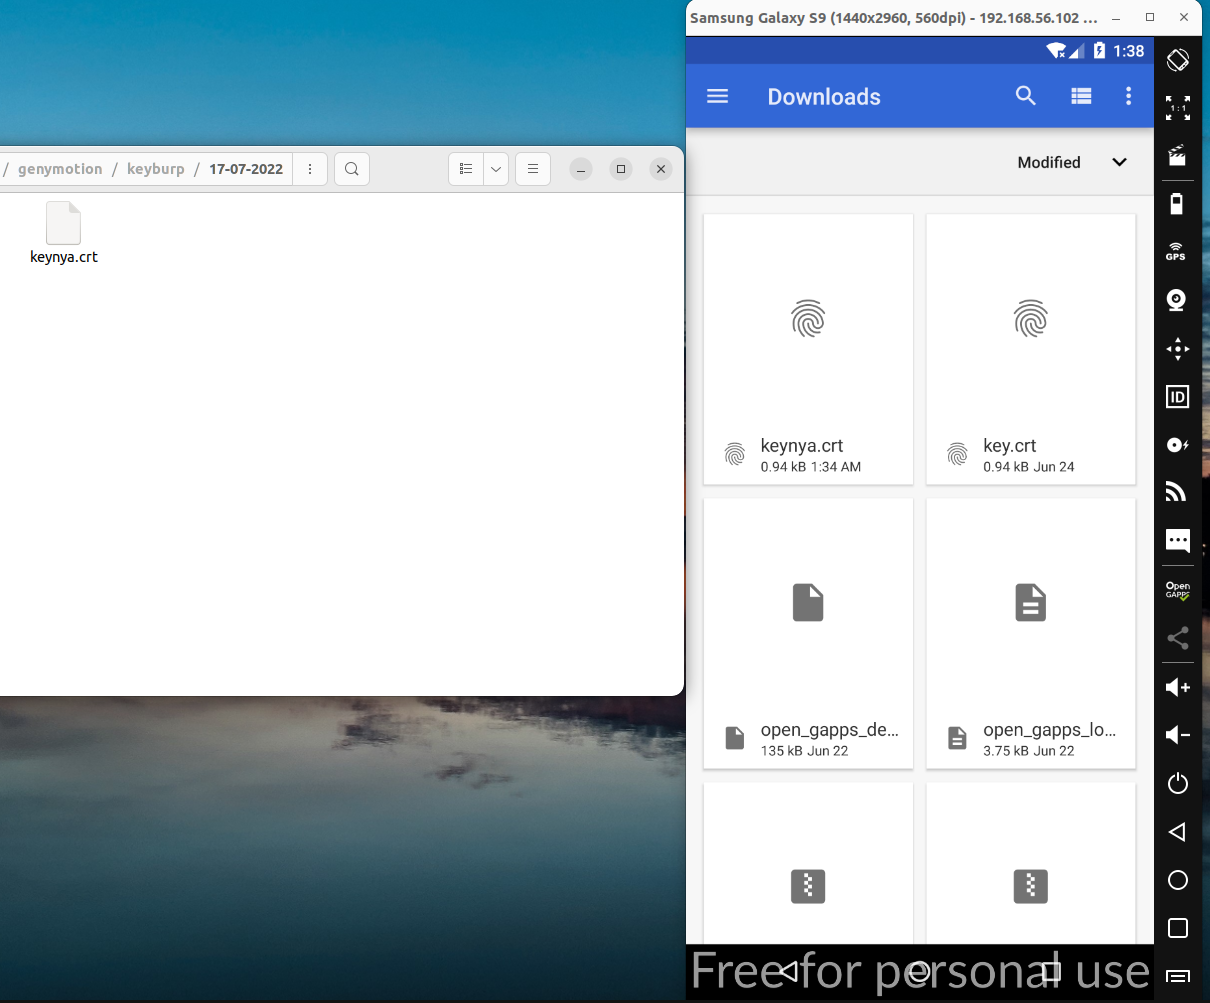 Samsung Galaxy S9 (1440x2960, 560dpi) - 192.168.56.102 ...
1:38
Downloads
Modified
/ genymotion / keyburp / 17-07-2022
keynya.crt
keynya.crt
0.94 kB 1:34 AM
key.crt
0.94 kB Jun 24
open_gapps_de...
135 kB Jun 22
open_gapps_lo...
3.75 kB Jun 22
1:1
GPS
ID
Open
GAPPS
Free for personal use